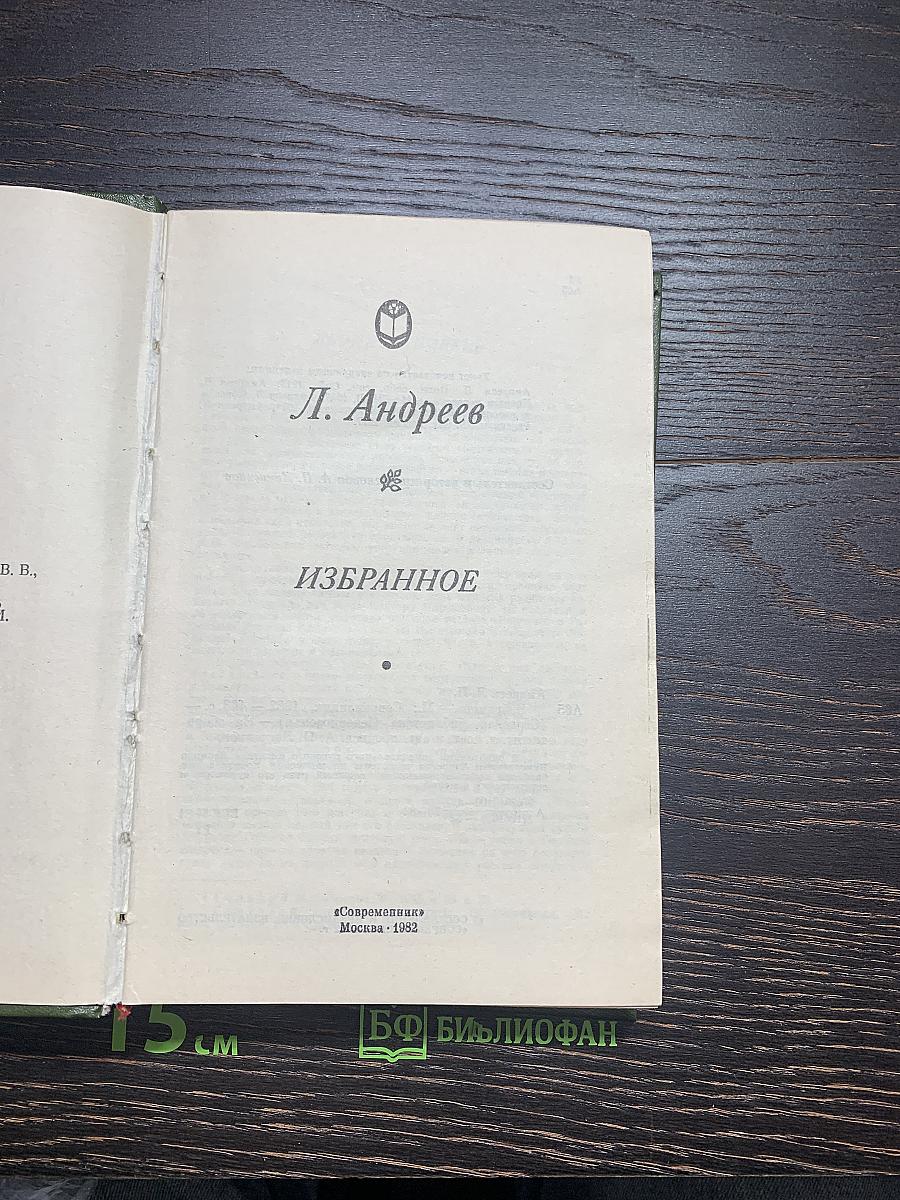 В. В.,
И.
Л. Андреев
ИЗБРАННОЕ
«Современник»
Москва · 1982
15 см
БФ БИБЛИОФАН